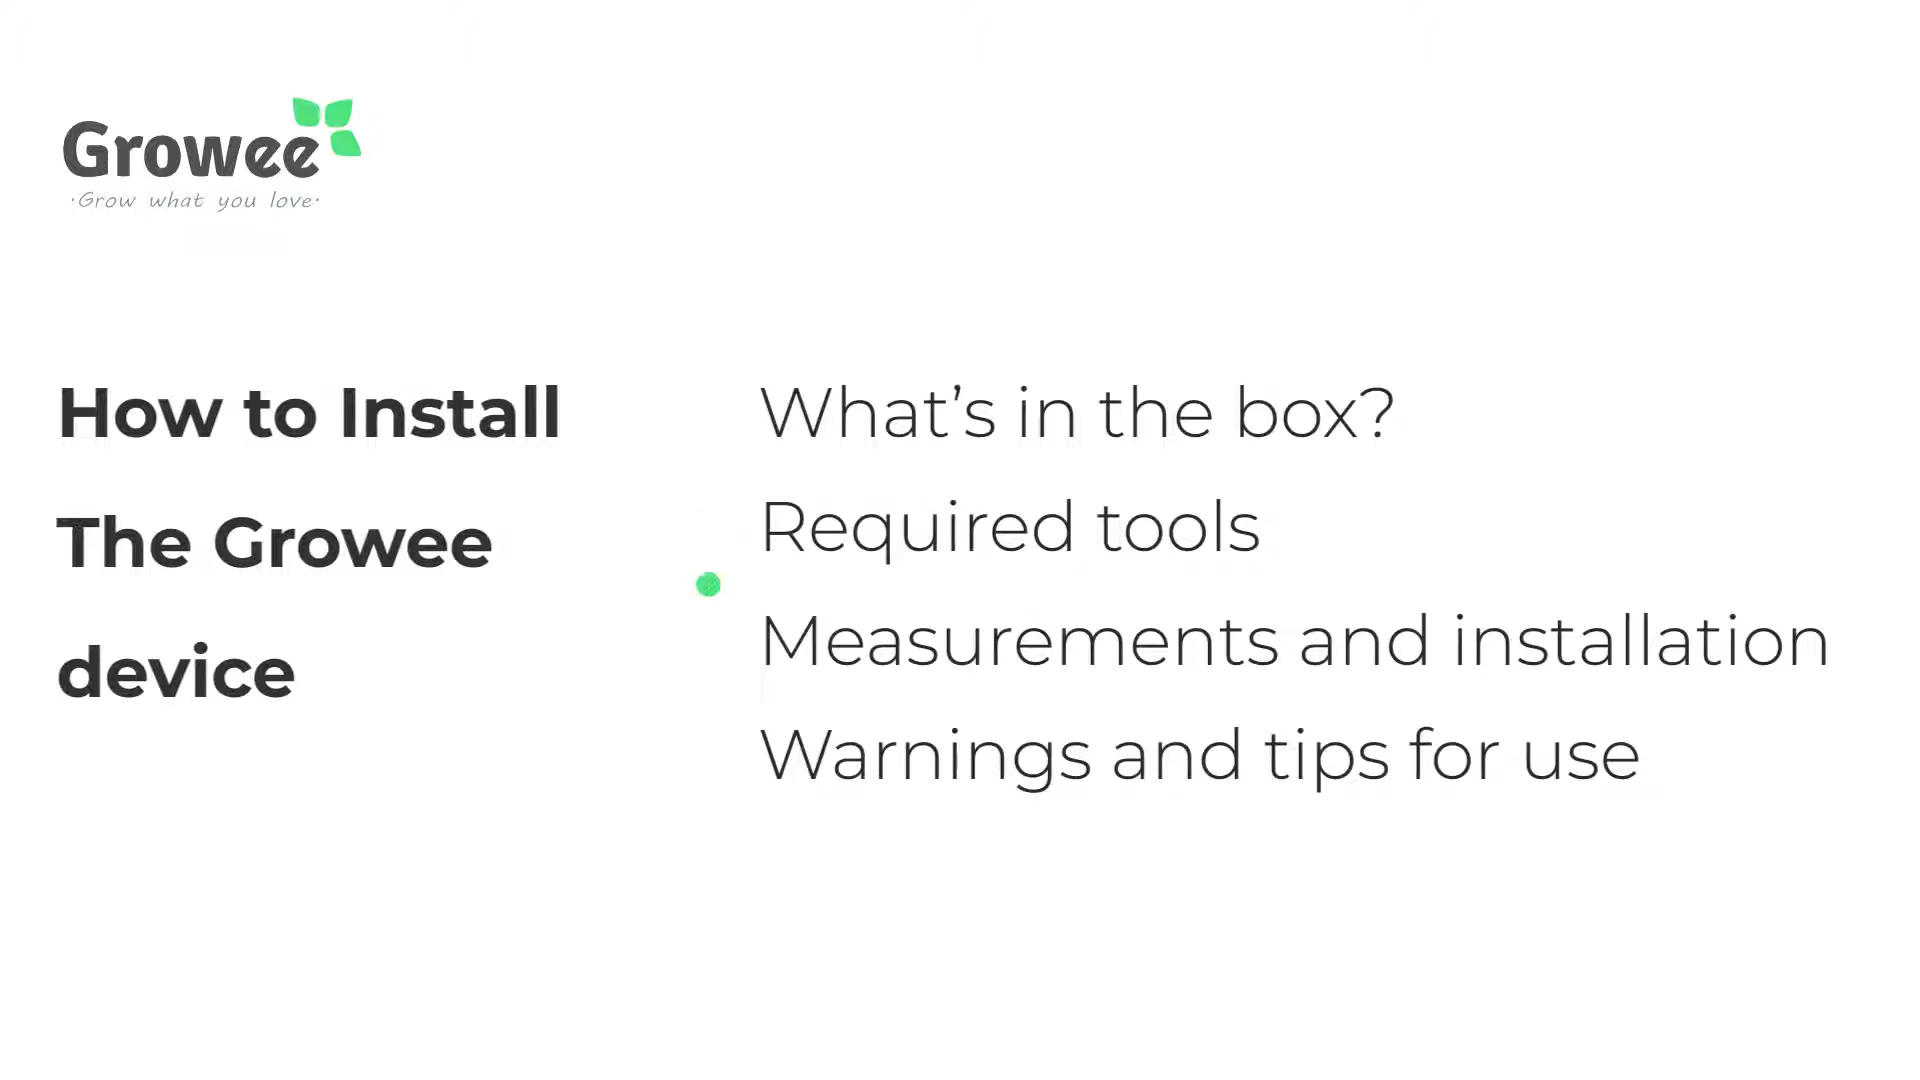 Growee
·Grow what you love·
How to Install
The Growee
device
What’s in the box?
Required tools
Measurements and installation
Warnings and tips for use